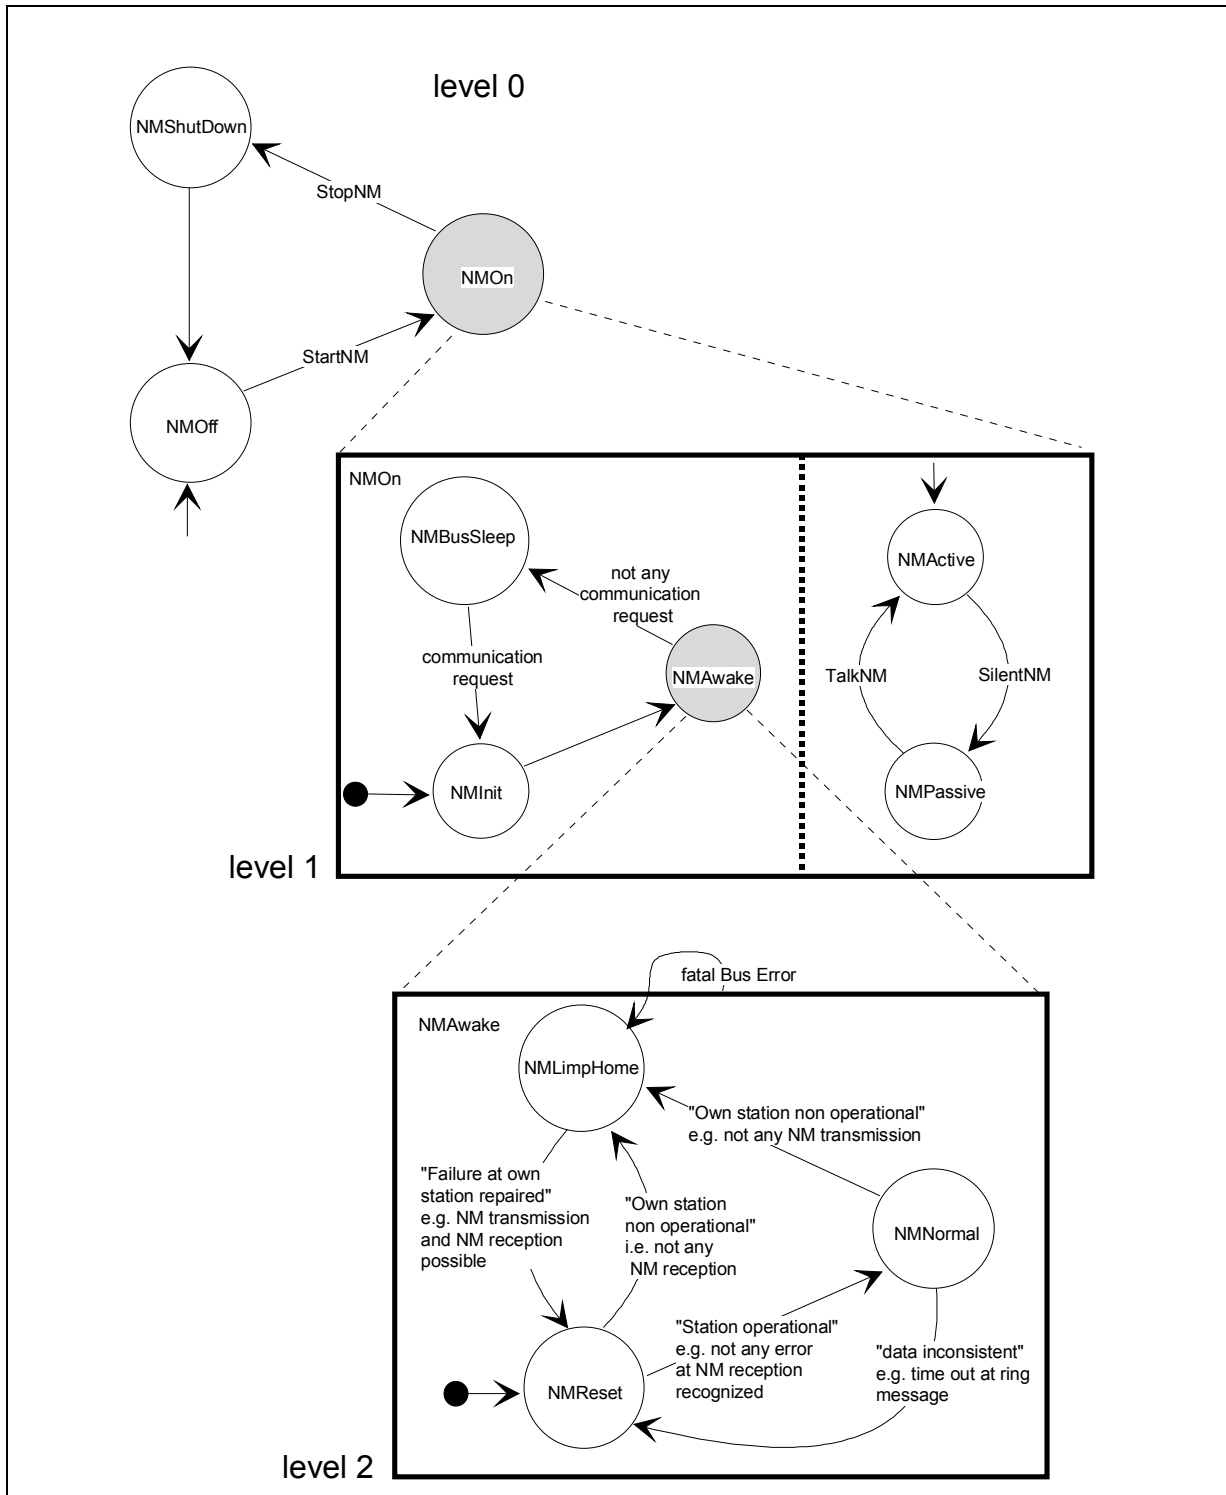 level 0
NMShutDown
StopNM
NMOn
StartNM
NMOff
NMOn
NMBusSleep
not any
communication
request
NMActive
communication
request
NMAwake
TalkNM
SilentNM
NMInit
NMPassive
level 1
fatal Bus Error
NMAwake
NMLimpHome
"Own station non operational"
e.g. not any NM transmission
"Failure at own
station repaired"
e.g. NM transmission
and NM reception
possible
"Own station
non operational"
i.e. not any
NM reception
NMNormal
"Station operational"
e.g. not any error
at NM reception
recognized
"data inconsistent"
e.g. time out at ring
message
NMReset
level 2